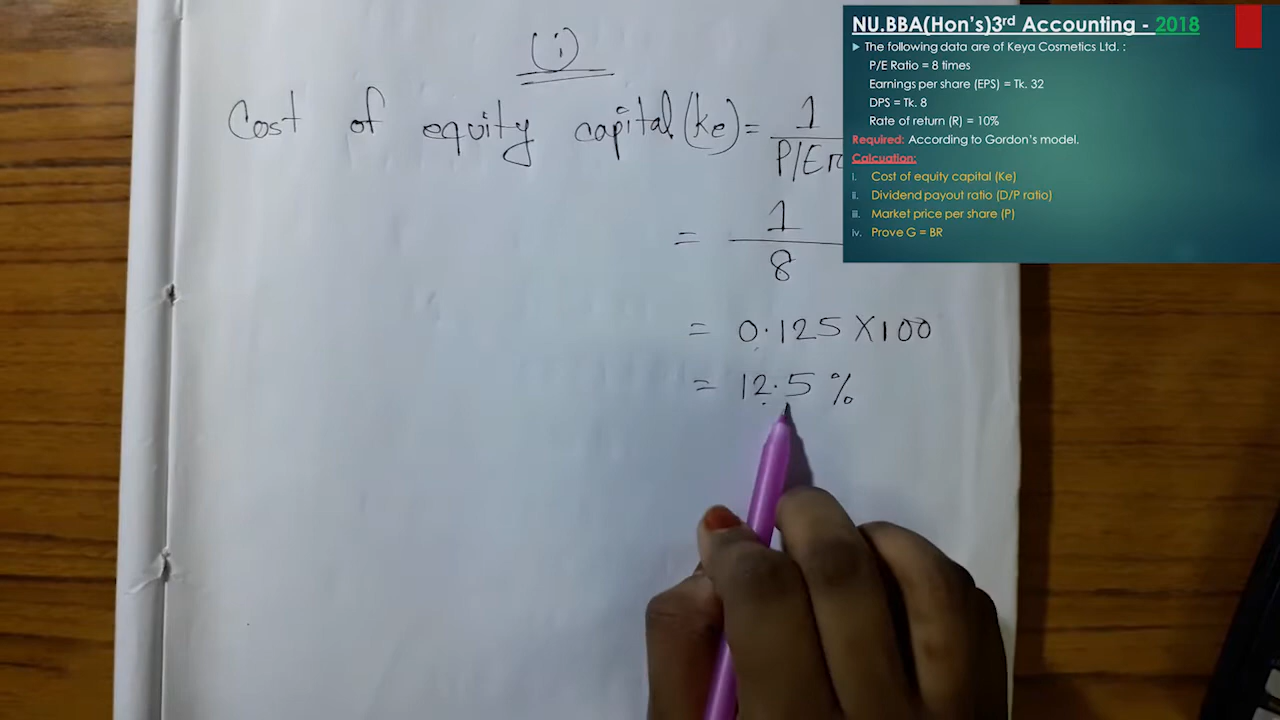 (i)
Cost of equity capital (ke) = 1
P/E
= 1
8
= 0.125 X 100
= 12.5 %
NU.BBA(Hon's)3rd Accounting - 2018
The following data are of Keya Cosmetics Ltd. :
P/E Ratio = 8 times
Earnings per share (EPS) = Tk. 32
DPS = Tk. 8
Rate of return (R) = 10%
Required: According to Gordon's model.
Calcuation:
i. Cost of equity capital (Ke)
ii. Dividend payout ratio (D/P ratio)
iii. Market price per share (P)
iv. Prove G = BR